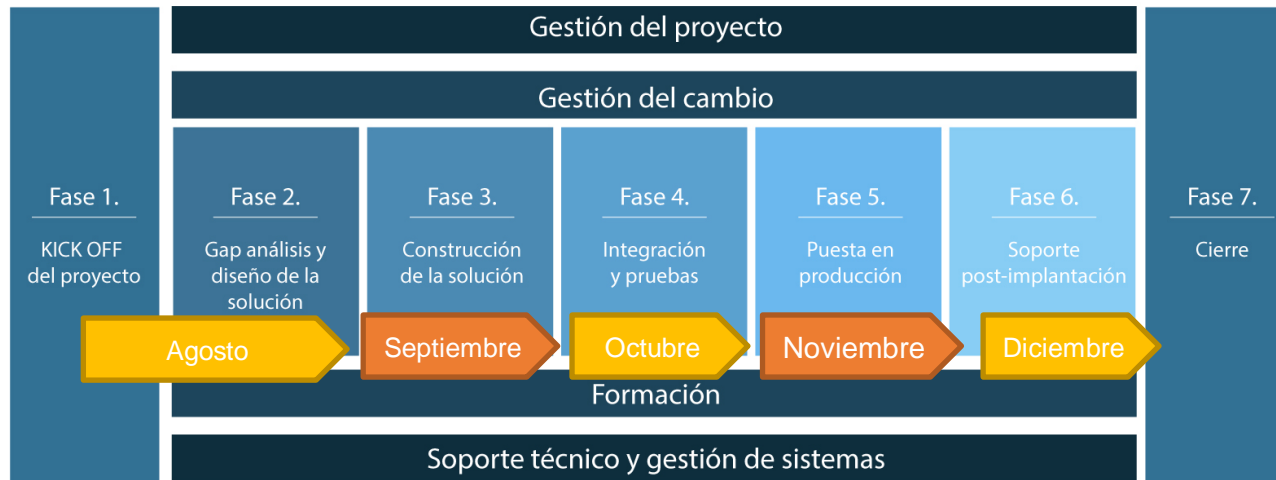 Gestión del proyecto
Gestión del cambio
Fase 1.
KICK OFF
del proyecto
Fase 2.
Gap análisis y
diseño de la
solución
Fase 3.
Construcción
de la solución
Fase 4.
Integración
y pruebas
Fase 5.
Puesta en
producción
Fase 6.
Soporte
post-implantación
Fase 7.
Cierre
Agosto
Septiembre
Octubre
Noviembre
Diciembre
Formación
Soporte técnico y gestión de sistemas